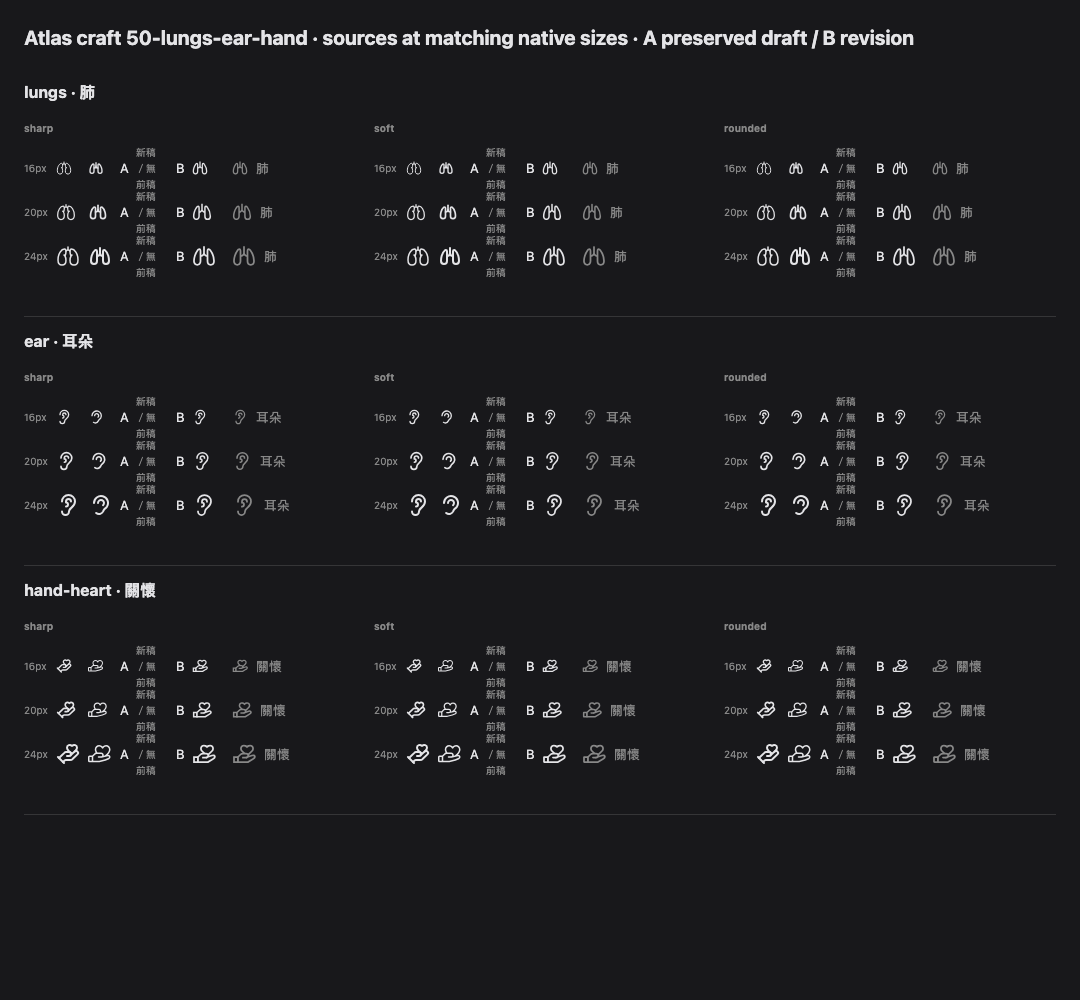 Atlas craft 50-lungs-ear-hand · sources at matching native sizes · A preserved draft / B revision
lungs · 肺
sharp
16px A 新稿 / 無前稿 B 肺
20px A 新稿 / 無前稿 B 肺
24px A 新稿 / 無前稿 B 肺
soft
16px A 新稿 / 無前稿 B 肺
20px A 新稿 / 無前稿 B 肺
24px A 新稿 / 無前稿 B 肺
rounded
16px A 新稿 / 無前稿 B 肺
20px A 新稿 / 無前稿 B 肺
24px A 新稿 / 無前稿 B 肺
ear · 耳朵
sharp
16px A 新稿 / 無前稿 B 耳朵
20px A 新稿 / 無前稿 B 耳朵
24px A 新稿 / 無前稿 B 耳朵
soft
16px A 新稿 / 無前稿 B 耳朵
20px A 新稿 / 無前稿 B 耳朵
24px A 新稿 / 無前稿 B 耳朵
rounded
16px A 新稿 / 無前稿 B 耳朵
20px A 新稿 / 無前稿 B 耳朵
24px A 新稿 / 無前稿 B 耳朵
hand-heart · 關懷
sharp
16px A 新稿 / 無前稿 B 關懷
20px A 新稿 / 無前稿 B 關懷
24px A 新稿 / 無前稿 B 關懷
soft
16px A 新稿 / 無前稿 B 關懷
20px A 新稿 / 無前稿 B 關懷
24px A 新稿 / 無前稿 B 關懷
rounded
16px A 新稿 / 無前稿 B 關懷
20px A 新稿 / 無前稿 B 關懷
24px A 新稿 / 無前稿 B 關懷